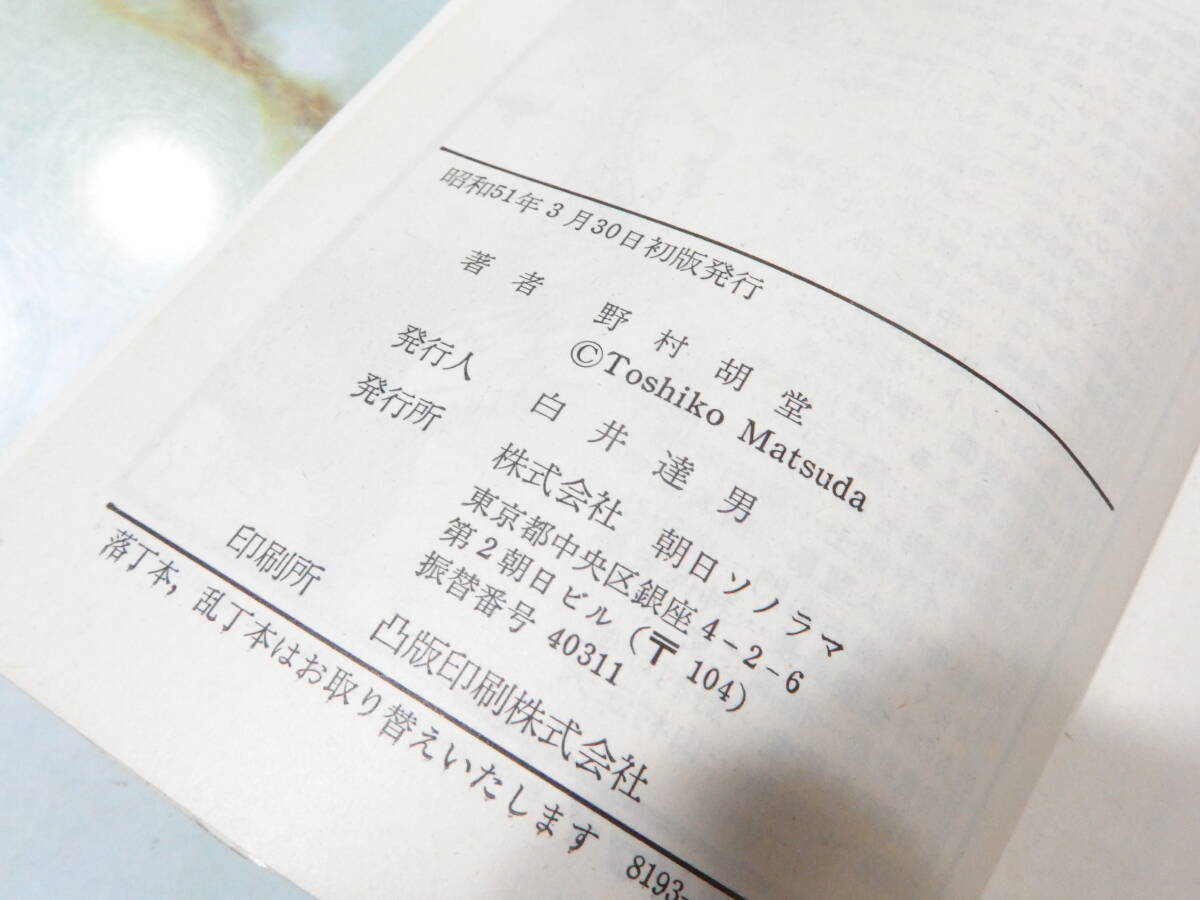 昭和51年3月30日初版発行
著者 野村胡堂
©Toshiko Matsuda
発行人 白井達男
発行所 株式会社 朝日ソノラマ
東京都中央区銀座4-2-6
第2朝日ビル(〒104)
振替番号 40311
印刷所 凸版印刷株式会社
落丁本,乱丁本はお取り替えいたします 8193-